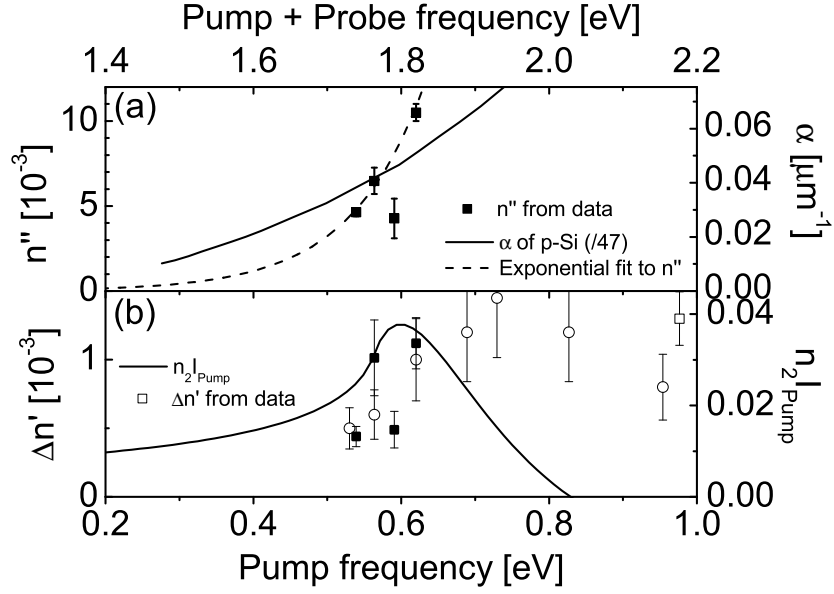 Pump + Probe frequency [eV]
1.4 1.6 1.8 2.0 2.2
(a)
10
5
0
n'' [10⁻³]
n'' from data
α of p-Si (/47)
Exponential fit to n''
0.06
0.04
0.02
0.00
α [μm⁻¹]
(b)
1
0
Δn' [10⁻³]
n₂I_Pump
Δn' from data
0.04
0.02
0.00
n₂I_Pump
0.2 0.4 0.6 0.8 1.0
Pump frequency [eV]